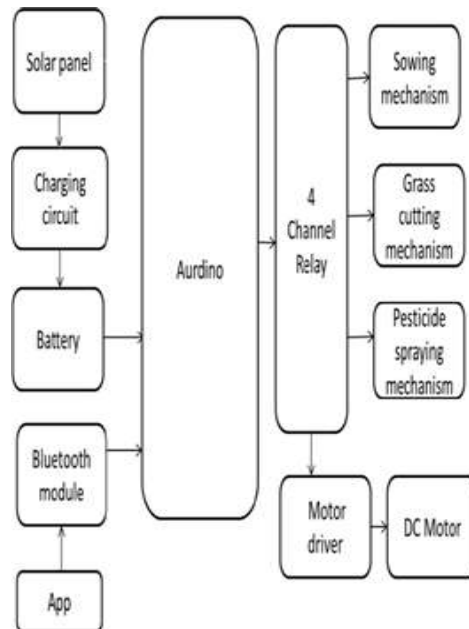 Solar panel
Charging
circuit
Battery
Bluetooth
module
App
Aurdino
4
Channel
Relay
Sowing
mechanism
Grass
cutting
mechanism
Pesticide
spraying
mechanism
Motor
driver
DC Motor